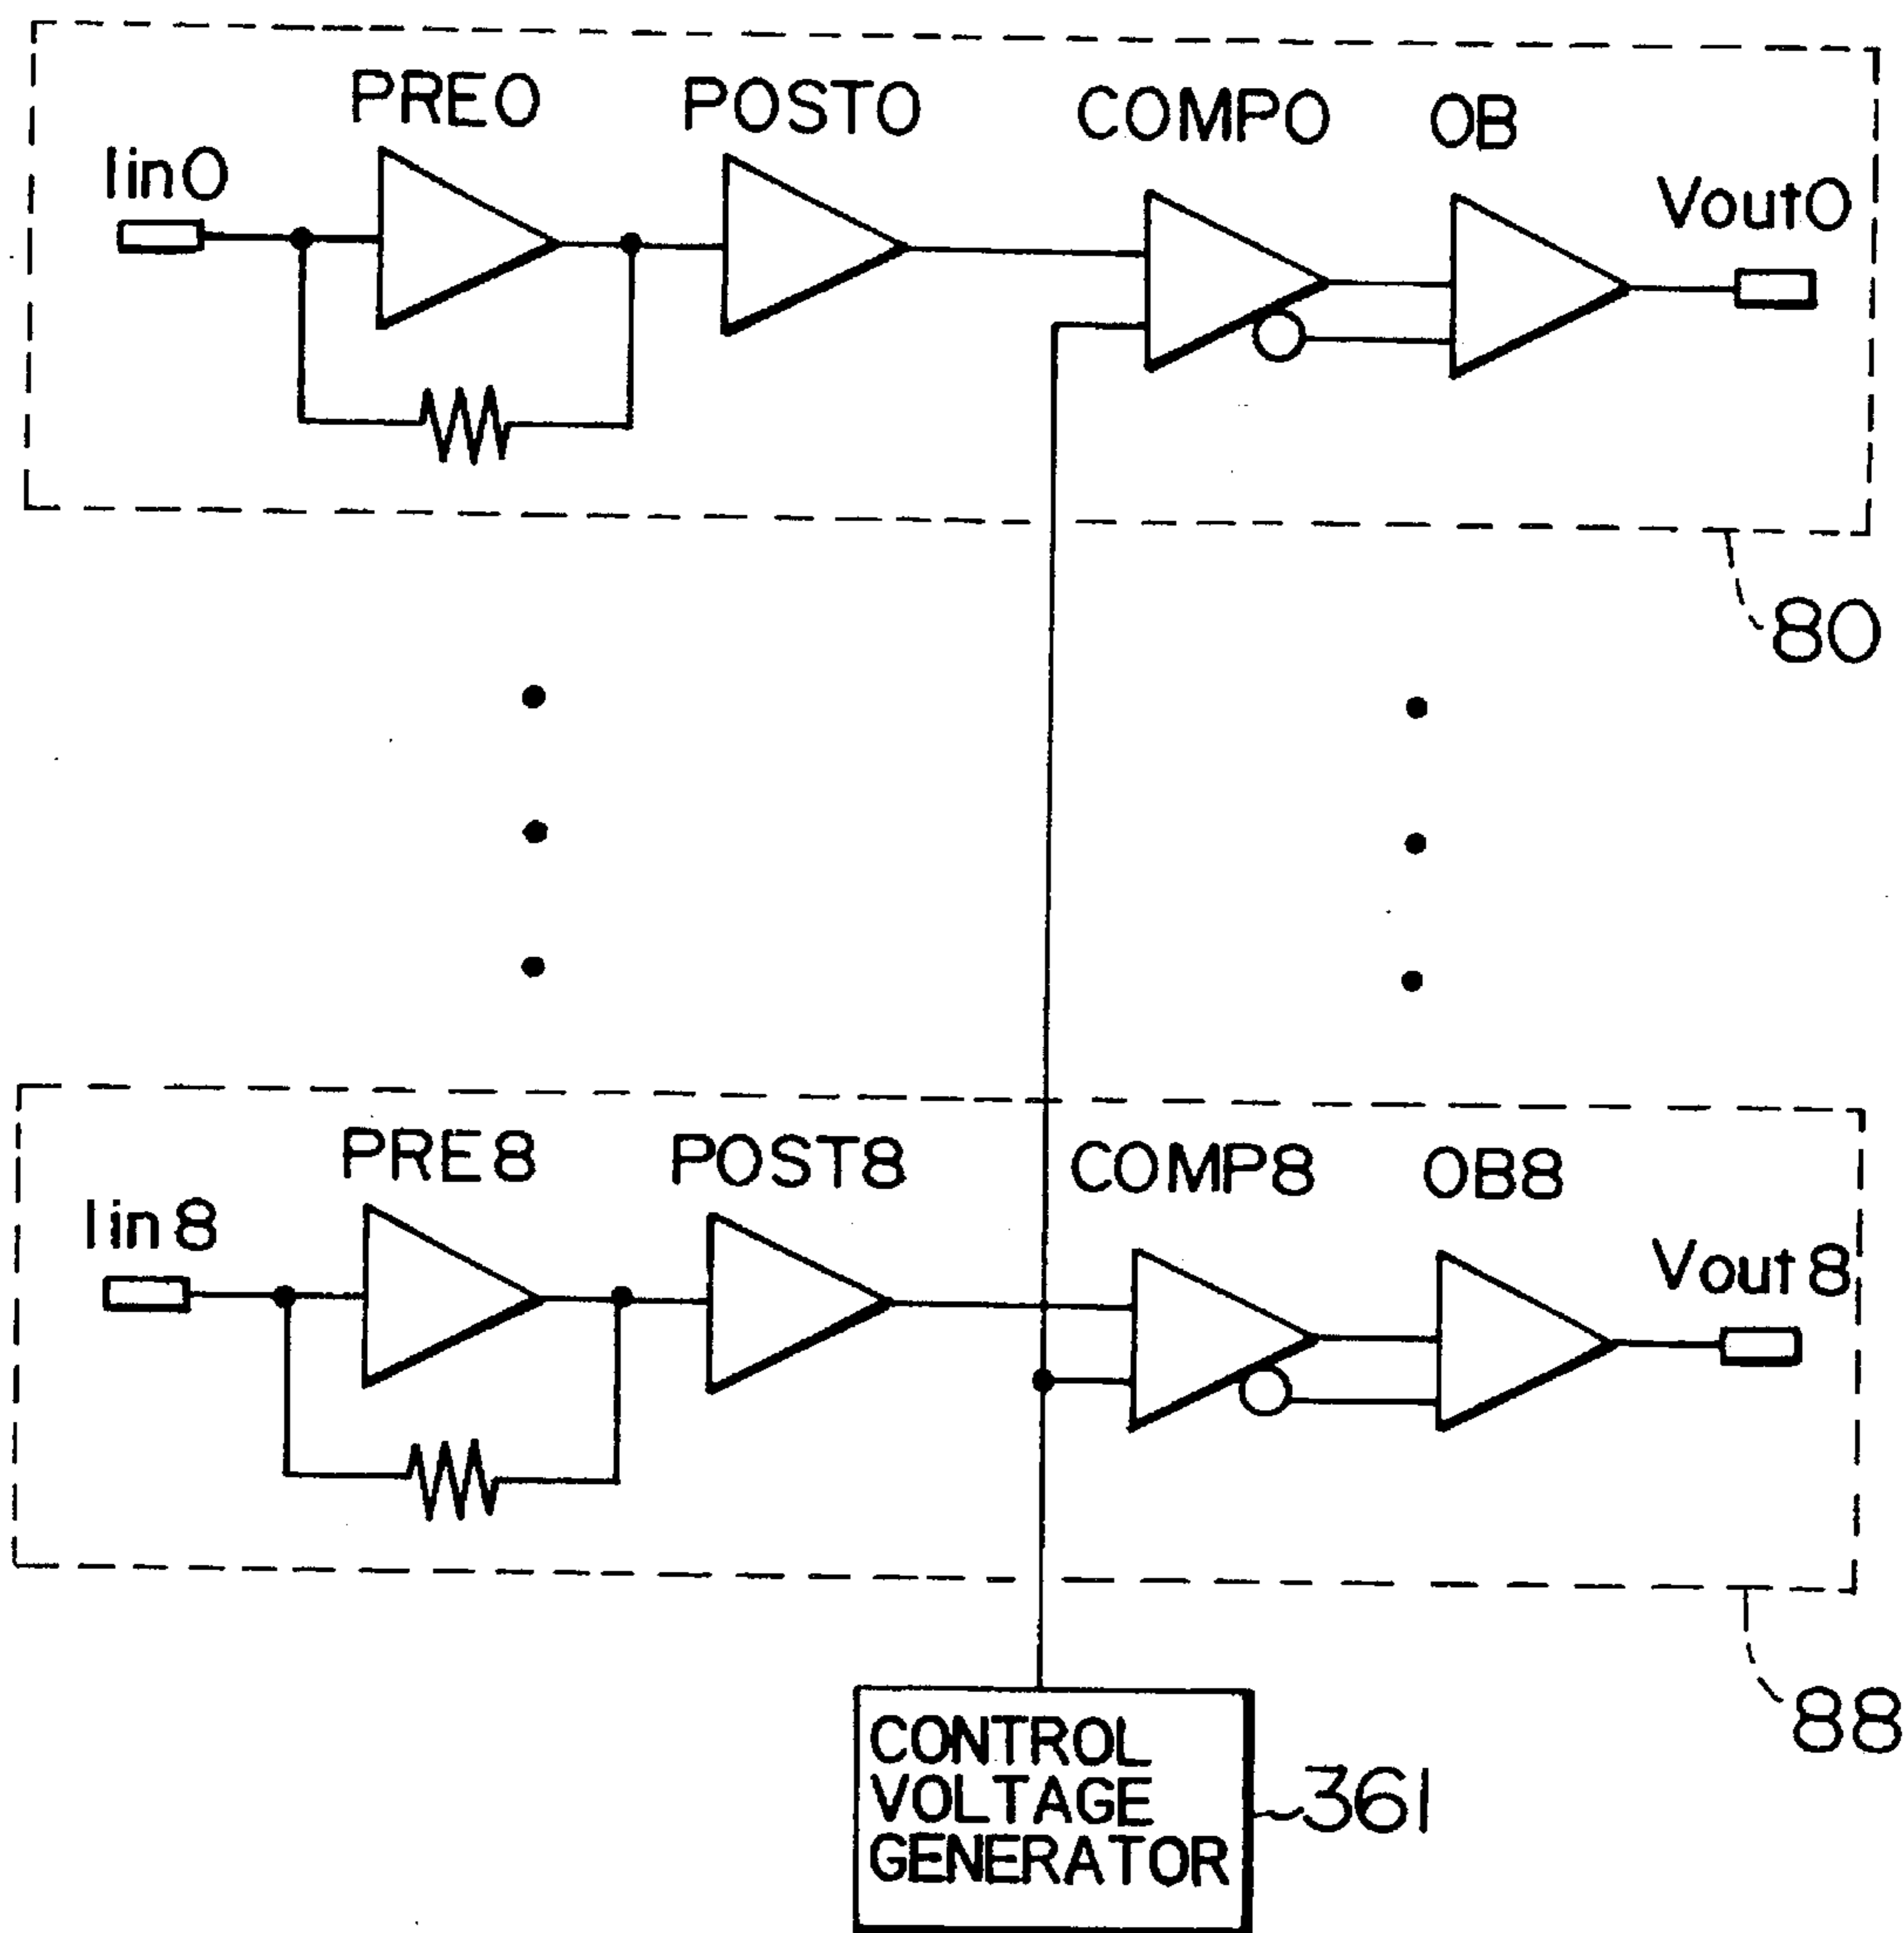 PRE0 POST0 COMP0 OB
Iin0 Vout0
80
PRE8 POST8 COMP8 OB8
Iin8 Vout8
88
CONTROL
VOLTAGE
GENERATOR
361